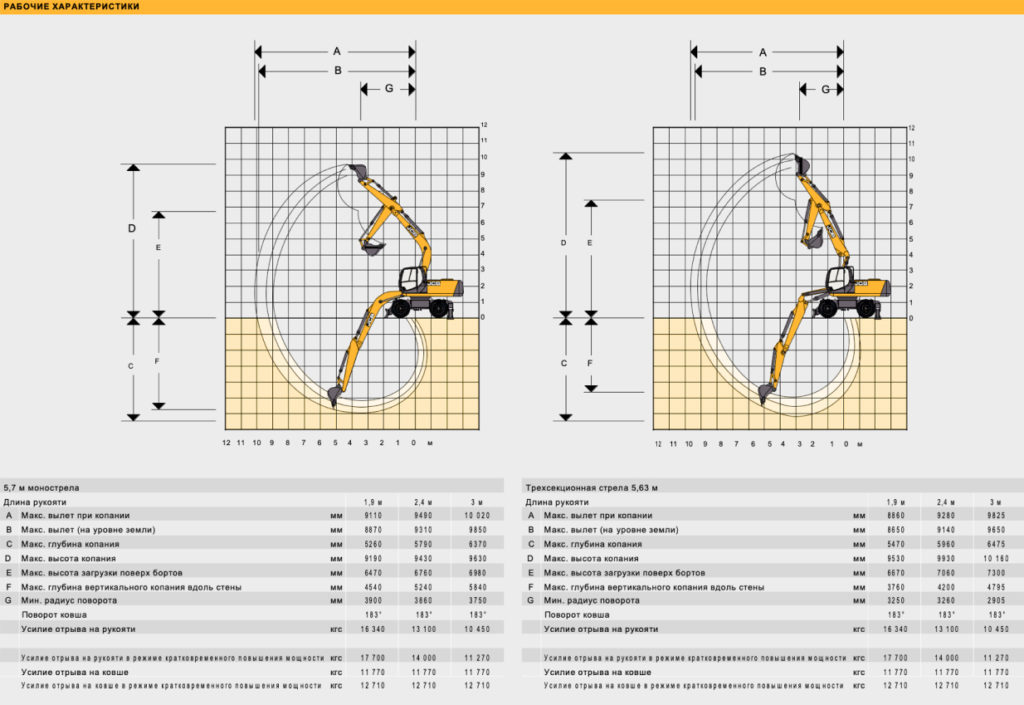 РАБОЧИЕ ХАРАКТЕРИСТИКИ
A
B
G
D
E
C
F
12
11
10
9
8
7
6
5
4
3
2
1
0
12 11 10 9 8 7 6 5 4 3 2 1 0 м
A
B
G
D
E
C
F
12
11
10
9
8
7
6
5
4
3
2
1
0
12 11 10 9 8 7 6 5 4 3 2 1 0 м
5,7 м монострела
Длина рукояти 1,9 м 2,4 м 3 м
A Макс. вылет при копании мм 9110 9490 10 020
B Макс. вылет (на уровне земли) мм 8870 9310 9850
C Макс. глубина копания мм 5260 5790 6370
D Макс. высота копания мм 9190 9430 9630
E Макс. высота загрузки поверх бортов мм 6470 6760 6980
F Макс. глубина вертикального копания вдоль стены мм 4540 5240 5840
G Мин. радиус поворота мм 3900 3860 3750
Поворот ковша 183° 183° 183°
Усилие отрыва на рукояти кгс 16 340 13 100 10 450
Усилие отрыва на рукояти в режиме кратковременного повышения мощности кгс 17 700 14 000 11 270
Усилие отрыва на ковше кгс 11 770 11 770 11 770
Усилие отрыва на ковше в режиме кратковременного повышения мощности кгс 12 710 12 710 12 710
Трехсекционная стрела 5,63 м
Длина рукояти 1,9 м 2,4 м 3 м
A Макс. вылет при копании мм 8860 9280 9825
B Макс. вылет (на уровне земли) мм 8650 9140 9650
C Макс. глубина копания мм 5470 5960 6475
D Макс. высота копания мм 9530 9930 10 160
E Макс. высота загрузки поверх бортов мм 6670 7060 7300
F Макс. глубина вертикального копания вдоль стены мм 3760 4200 4795
G Мин. радиус поворота мм 3250 3260 2905
Поворот ковша 183° 183° 183°
Усилие отрыва на рукояти кгс 16 340 13 100 10 450
Усилие отрыва на рукояти в режиме кратковременного повышения мощности кгс 17 700 14 000 11 270
Усилие отрыва на ковше кгс 11 770 11 770 11 770
Усилие отрыва на ковше в режиме кратковременного повышения мощности кгс 12 710 12 710 12 710